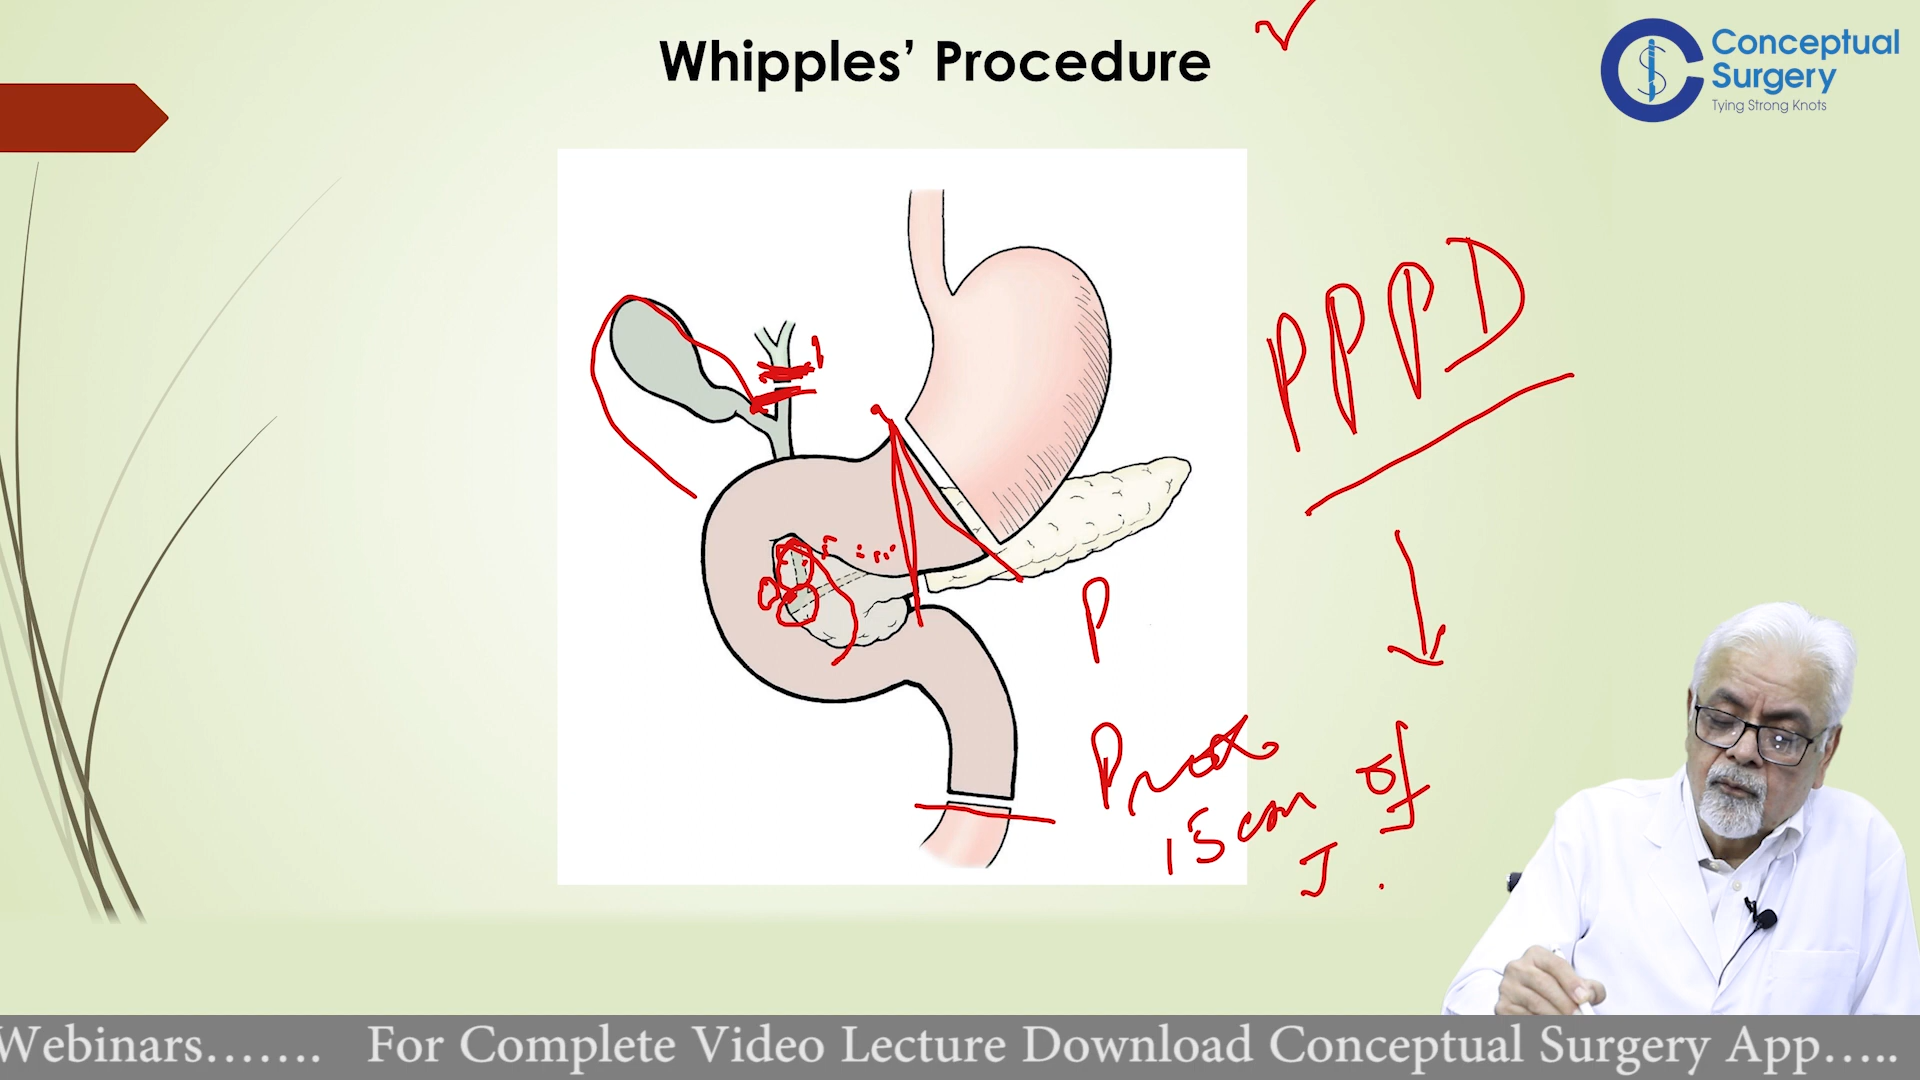 Whipples’ Procedure
Conceptual
Surgery
Tying Strong Knots
PPPD
P
15cm of
J
Webinars....... For Complete Video Lecture Download Conceptual Surgery App.....